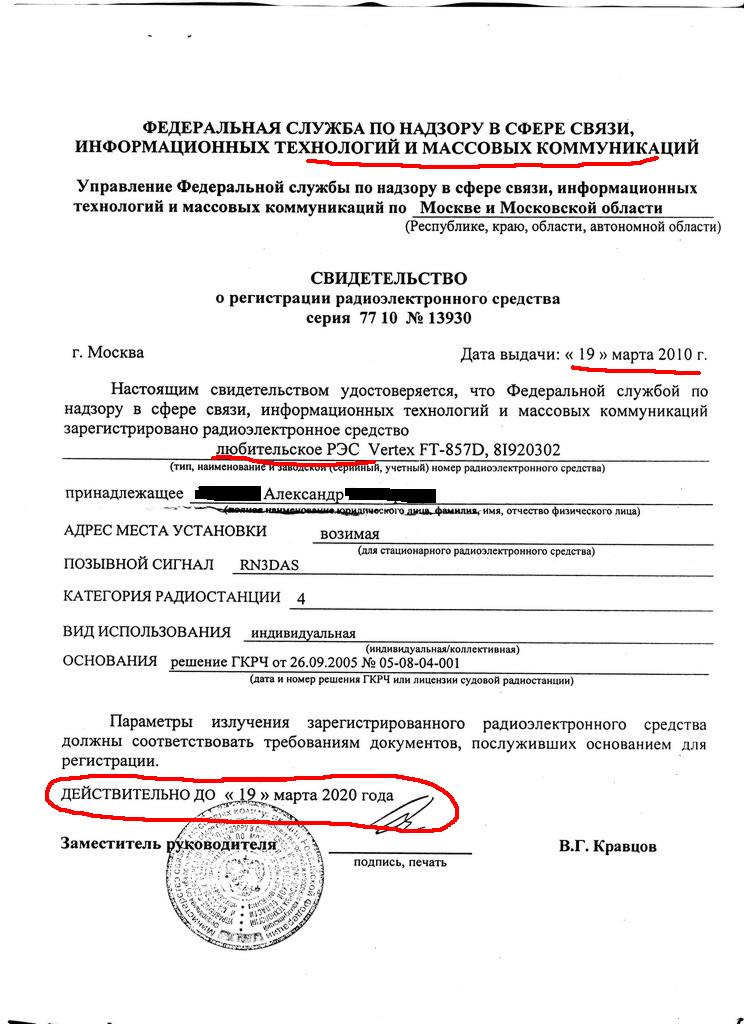 ФЕДЕРАЛЬНАЯ СЛУЖБА ПО НАДЗОРУ В СФЕРЕ СВЯЗИ,
ИНФОРМАЦИОННЫХ ТЕХНОЛОГИЙ И МАССОВЫХ КОММУНИКАЦИЙ
Управление Федеральной службы по надзору в сфере связи, информационных
технологий и массовых коммуникаций по Москве и Московской области
(Республике, краю, области, автономной области)
СВИДЕТЕЛЬСТВО
о регистрации радиоэлектронного средства
серия 77 10 № 13930
г. Москва Дата выдачи: « 19 » марта 2010 г.
Настоящим свидетельством удостоверяется, что Федеральной службой по
надзору в сфере связи, информационных технологий и массовых коммуникаций
зарегистрировано радиоэлектронное средство
любительское РЭС Vertex FT-857D, 8I920302
(тип, наименование и заводской (серийный, учетный) номер радиоэлектронного средства)
принадлежащее Александр
(полное наименование юридического лица, фамилия, имя, отчество физического лица)
АДРЕС МЕСТА УСТАНОВКИ возимая
(для стационарного радиоэлектронного средства)
ПОЗЫВНОЙ СИГНАЛ RN3DAS
КАТЕГОРИЯ РАДИОСТАНЦИИ 4
ВИД ИСПОЛЬЗОВАНИЯ индивидуальная
(индивидуальная/коллективная)
ОСНОВАНИЯ решение ГКРЧ от 26.09.2005 № 05-08-04-001
(дата и номер решения ГКРЧ или лицензии судовой радиостанции)
Параметры излучения зарегистрированного радиоэлектронного средства
должны соответствовать требованиям документов, послуживших основанием для
регистрации.
ДЕЙСТВИТЕЛЬНО ДО « 19 » марта 2020 года
Заместитель руководителя В.Г. Кравцов
подпись, печать